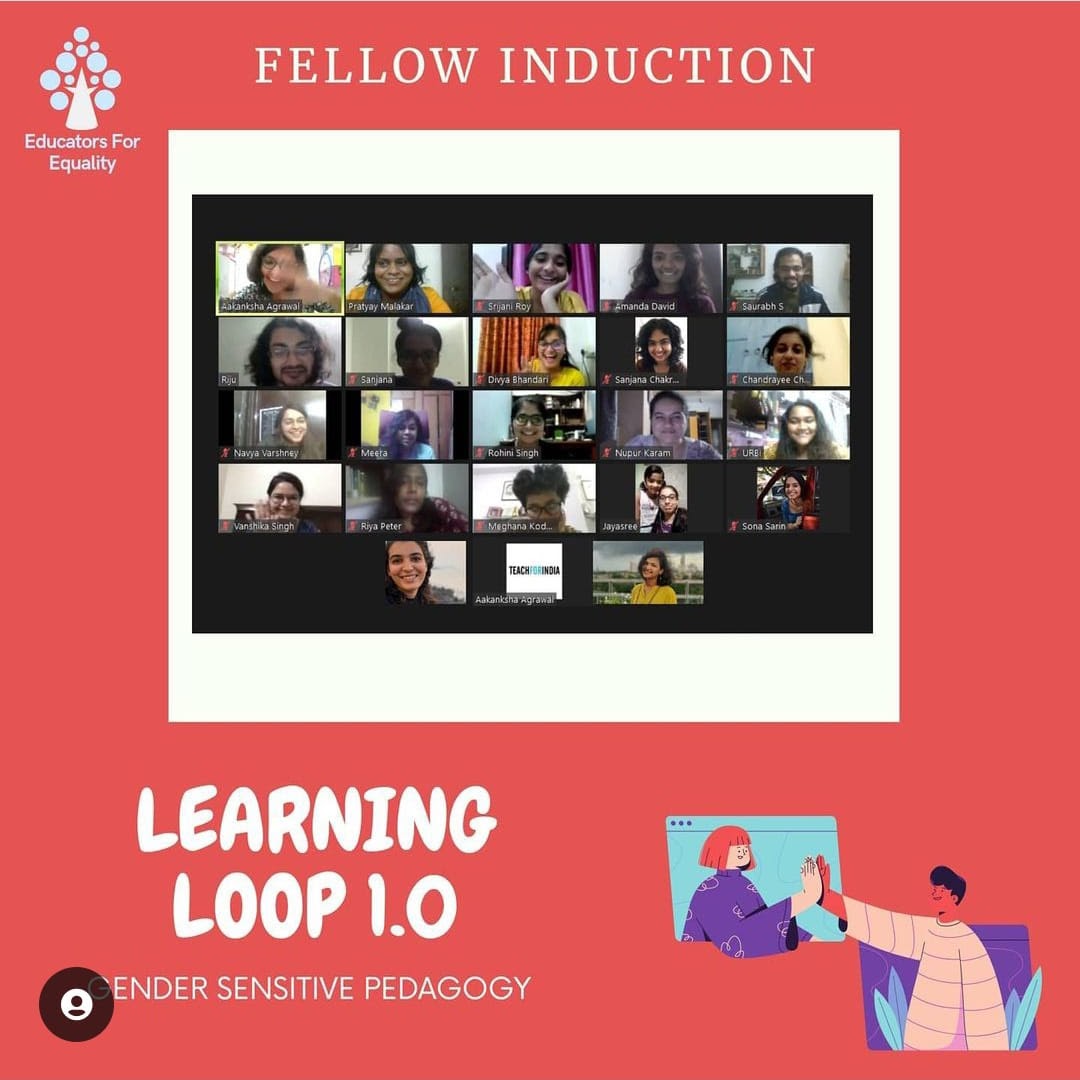 FELLOW INDUCTION
Educators For
Equality
Aakanksha Agrawal
Pratyay Malakar
Srijani Roy
Amanda David
Saurabh S
Riju
Sanjana
Divya Bhandari
Sanjana Chakr...
Chandrayee Ch...
Navya Varshney
Meera
Rohini Singh
Nupur Karam
URBI
Vanshika Singh
Riya Peter
Meghana Kod...
Jayasree
Sona Sarin
TEACHFORINDIA
Aakanksha Agrawal
LEARNING
LOOP 1.0
GENDER SENSITIVE PEDAGOGY